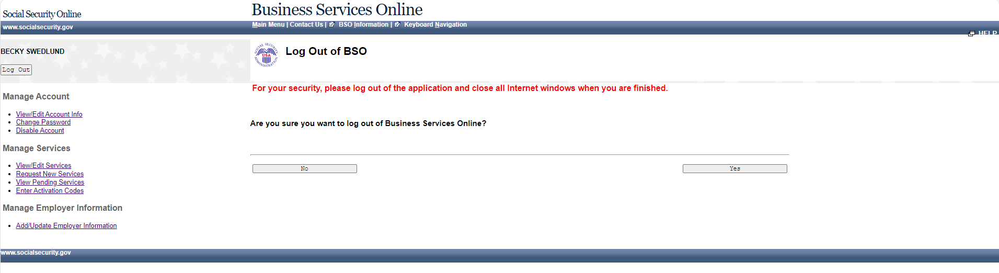 Social Security Online
Business Services Online
www.socialsecurity.gov
Main Menu | Contact Us | BSO Information | Keyboard Navigation
HELP
BECKY SWEDLUND
Log Out
SOCIAL SECURITY ADMINISTRATION
USA
Log Out of BSO
For your security, please log out of the application and close all Internet windows when you are finished.
Manage Account
View/Edit Account Info
Change Password
Disable Account
Manage Services
View/Edit Services
Request New Services
View Pending Services
Enter Activation Codes
Manage Employer Information
Add/Update Employer Information
Are you sure you want to log out of Business Services Online?
No
Yes
www.socialsecurity.gov